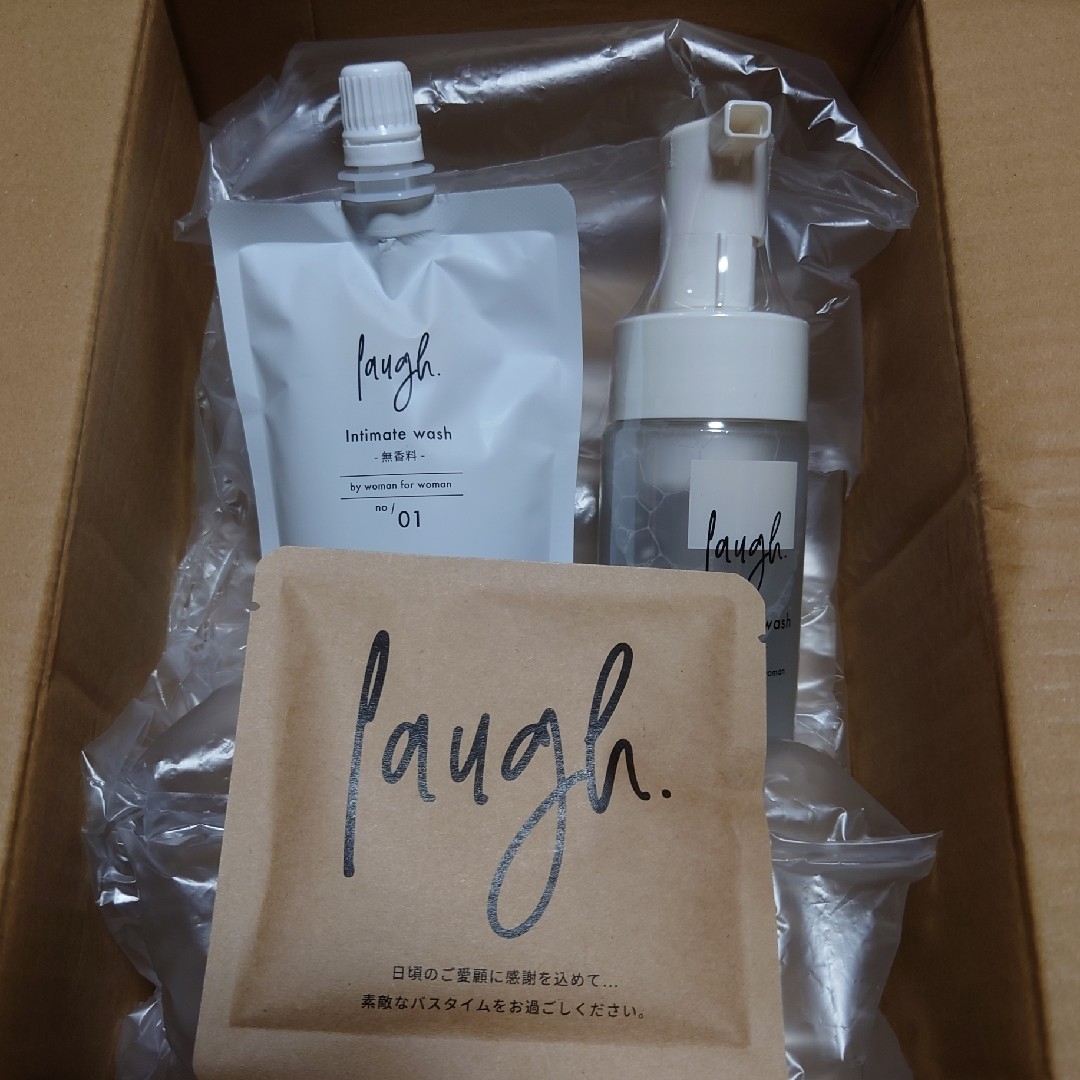 laugh.
Intimate wash
- 無香料 -
by woman for woman
no / 01
laugh.
wash
laugh.
日頃のご愛顧に感謝を込めて...
素敵なバスタイムをお過ごしください。